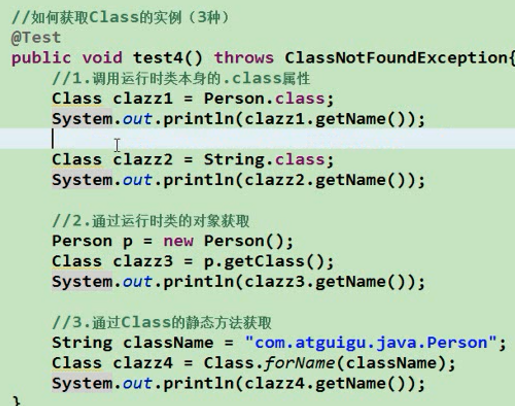 //如何获取Class的实例（3种）
@Test
public void test4() throws ClassNotFoundException{
//1.调用运行时类本身的.class属性
Class clazz1 = Person.class;
System.out.println(clazz1.getName());
Class clazz2 = String.class;
System.out.println(clazz2.getName());
//2.通过运行时类的对象获取
Person p = new Person();
Class clazz3 = p.getClass();
System.out.println(clazz3.getName());
//3.通过Class的静态方法获取
String className = "com.atguigu.java.Person";
Class clazz4 = Class.forName(className);
System.out.println(clazz4.getName());
}